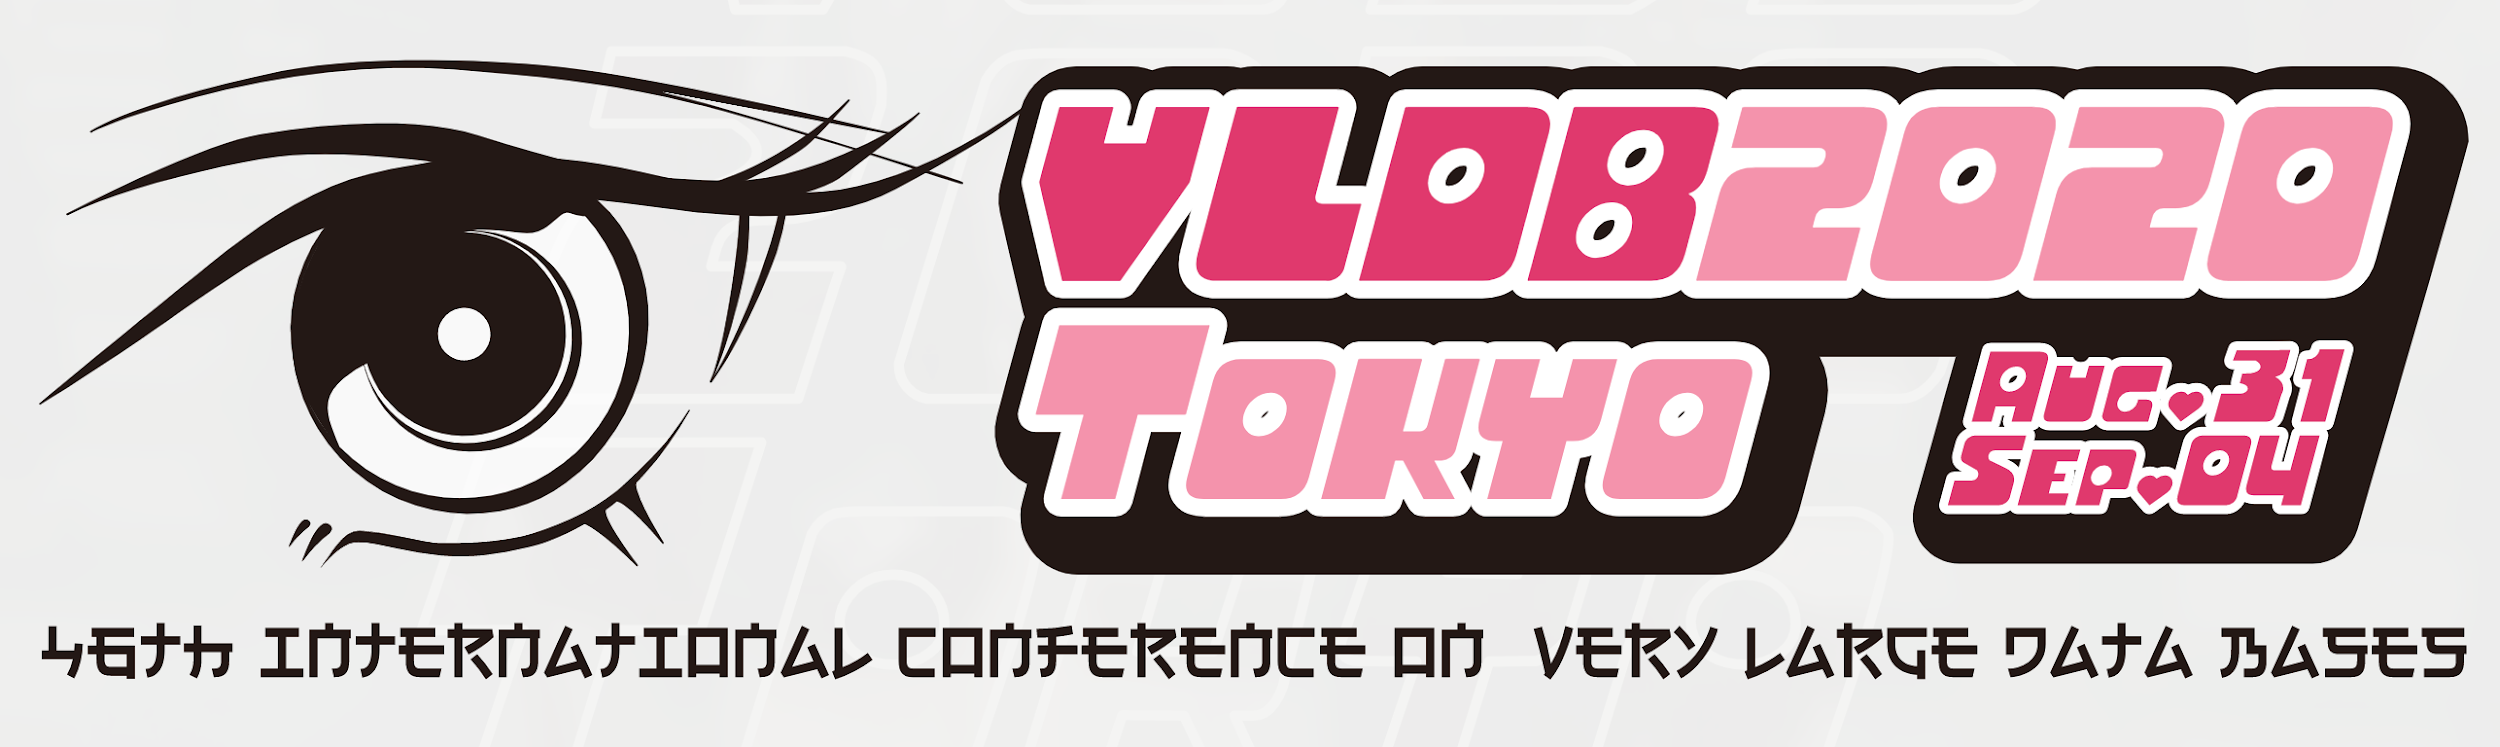 VLDB2020
TOKYO
AUG.31
SEP.04
46TH INTERNATIONAL CONFERENCE ON VERY LARGE DATA BASES